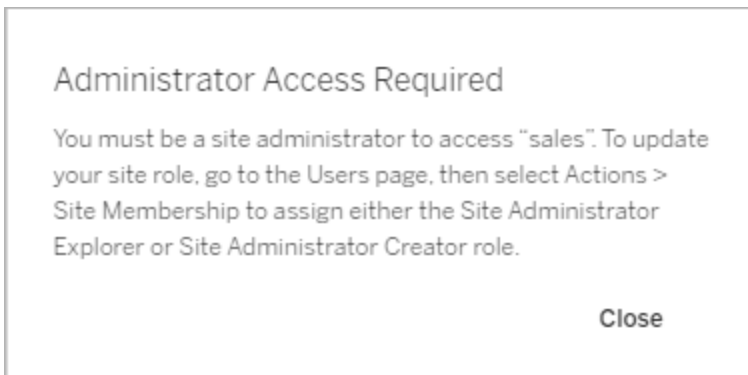 Administrator Access Required
You must be a site administrator to access “sales”. To update
your site role, go to the Users page, then select Actions >
Site Membership to assign either the Site Administrator
Explorer or Site Administrator Creator role.
Close